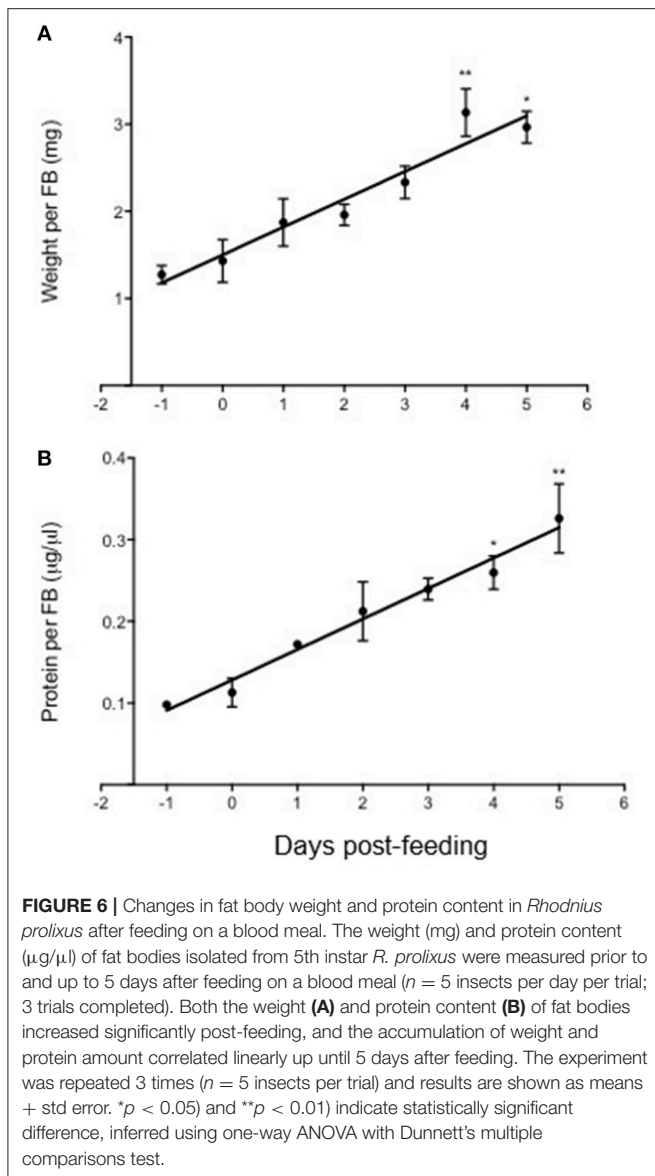 A
4
3
2
1
Weight per FB (mg)
**
*
-2 -1 0 1 2 3 4 5 6
B
0.4
0.3
0.2
0.1
Protein per FB (µg/µl)
*
**
-2 -1 0 1 2 3 4 5 6
Days post-feeding
FIGURE 6 | Changes in fat body weight and protein content in Rhodnius
prolixus after feeding on a blood meal. The weight (mg) and protein content
(µg/µl) of fat bodies isolated from 5th instar R. prolixus were measured prior to
and up to 5 days after feeding on a blood meal (n = 5 insects per day per trial;
3 trials completed). Both the weight (A) and protein content (B) of fat bodies
increased significantly post-feeding, and the accumulation of weight and
protein amount correlated linearly up until 5 days after feeding. The experiment
was repeated 3 times (n = 5 insects per trial) and results are shown as means
+ std error. *p < 0.05) and **p < 0.01) indicate statistically significant
difference, inferred using one-way ANOVA with Dunnett's multiple
comparisons test.